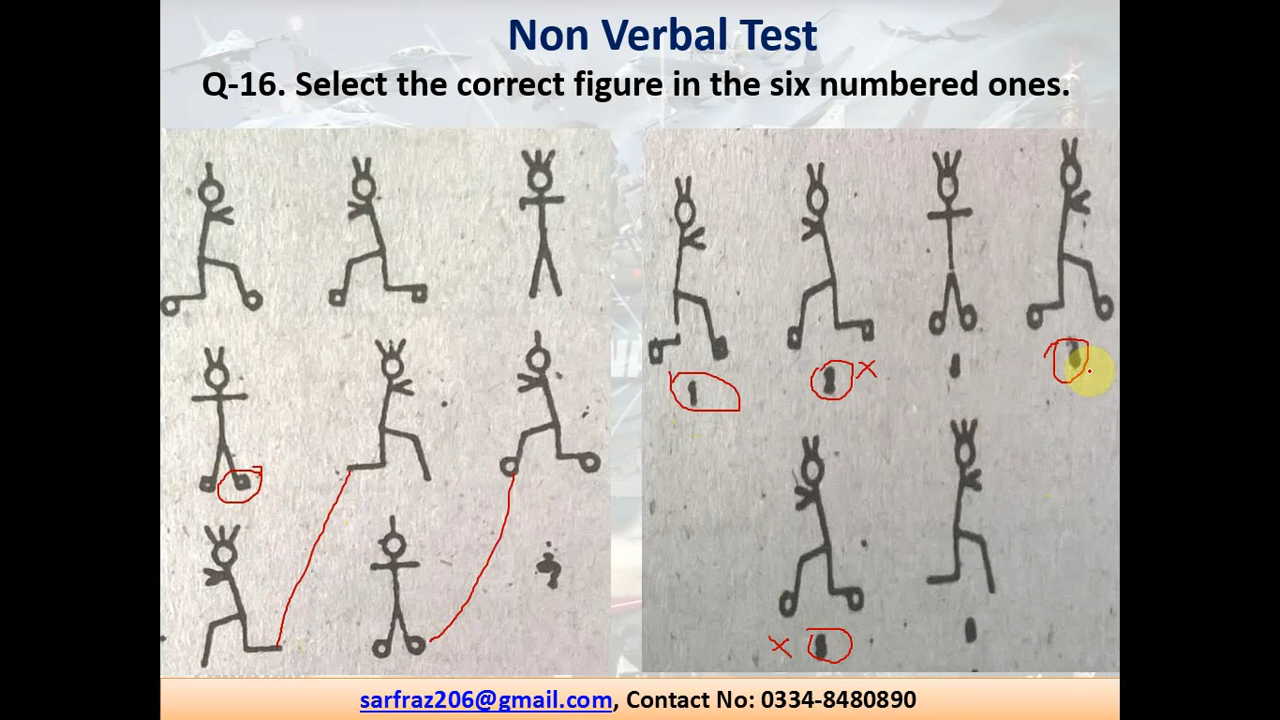 Non Verbal Test
Q-16. Select the correct figure in the six numbered ones.
sarfraz206@gmail.com, Contact No: 0334-8480890